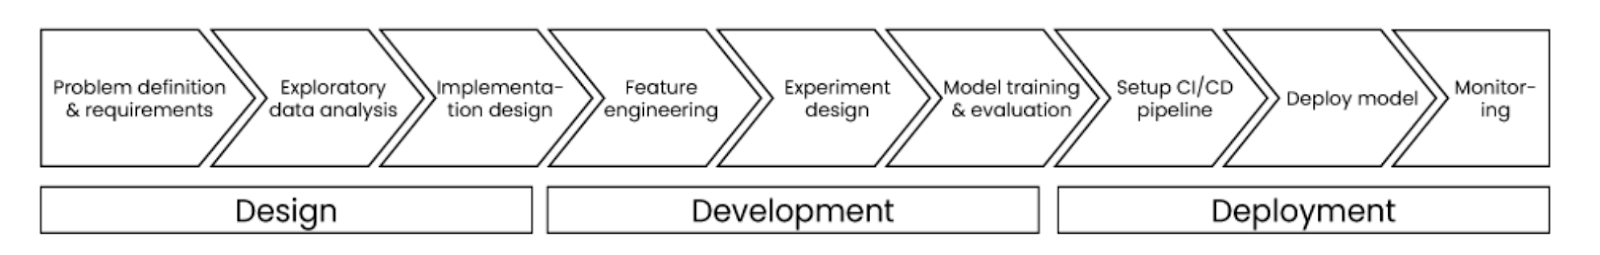 Problem definition
& requirements
Exploratory
data analysis
Implementa-
tion design
Feature
engineering
Experiment
design
Model training
& evaluation
Setup CI/CD
pipeline
Deploy model
Monitor-
ing
Design
Development
Deployment